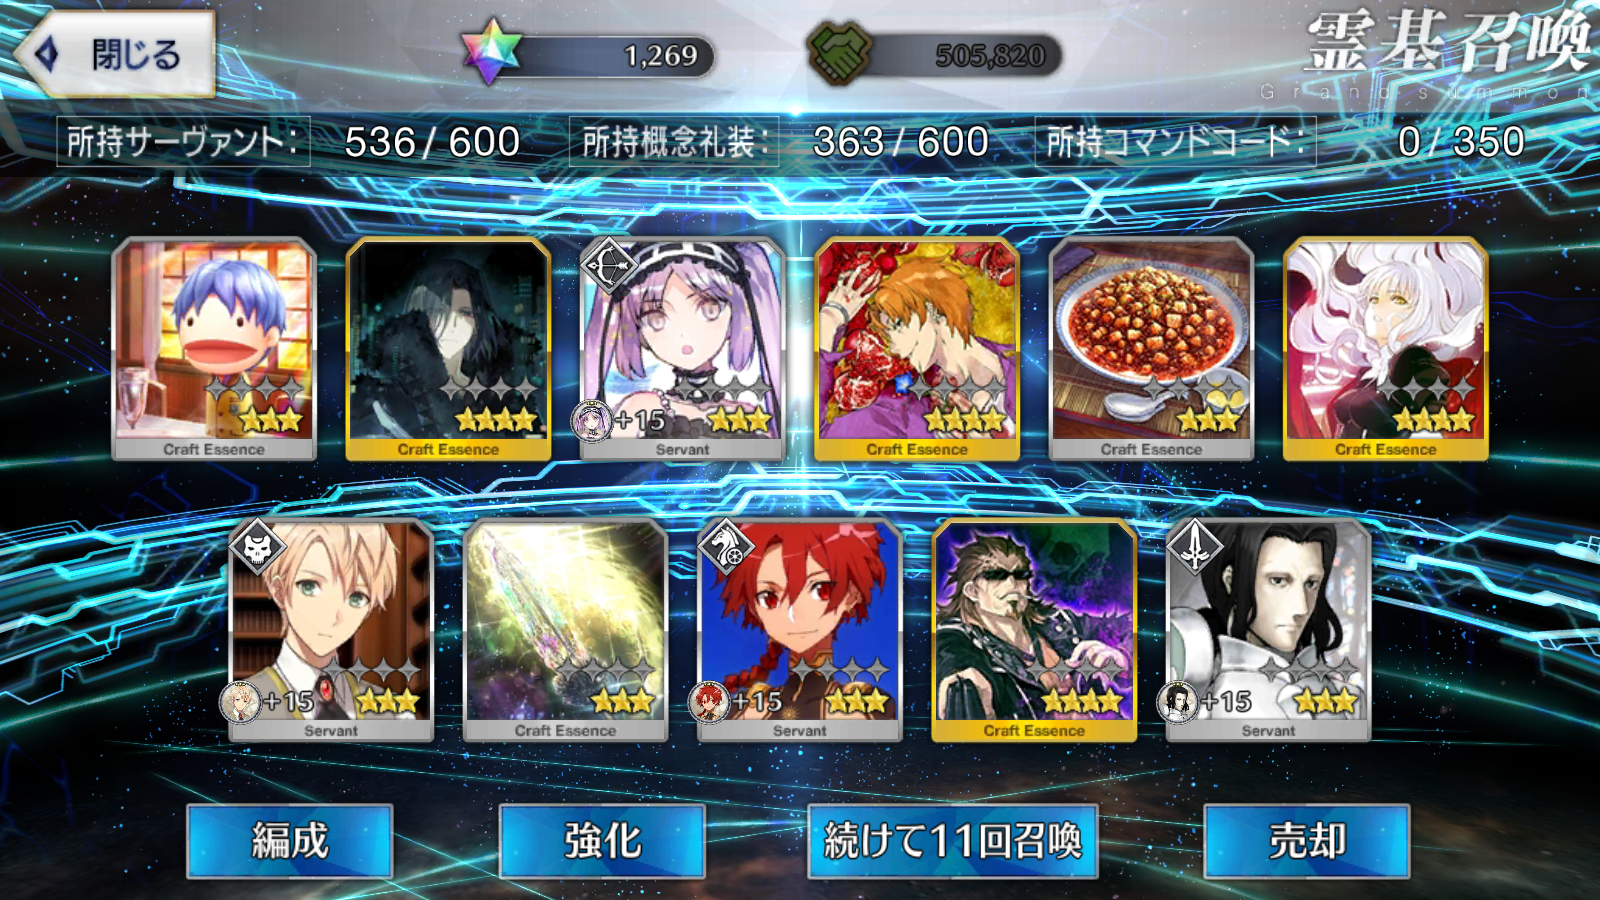 閉じる
1,269
505,820
霊基召喚
Grand summon
所持サーヴァント: 536 / 600
所持概念礼装: 363 / 600
所持コマンドコード: 0 / 350
Craft Essence
Craft Essence
+15
Servant
Craft Essence
Craft Essence
Craft Essence
+15
Servant
Craft Essence
+15
Servant
Craft Essence
+15
Servant
編成
強化
続けて11回召喚
売却